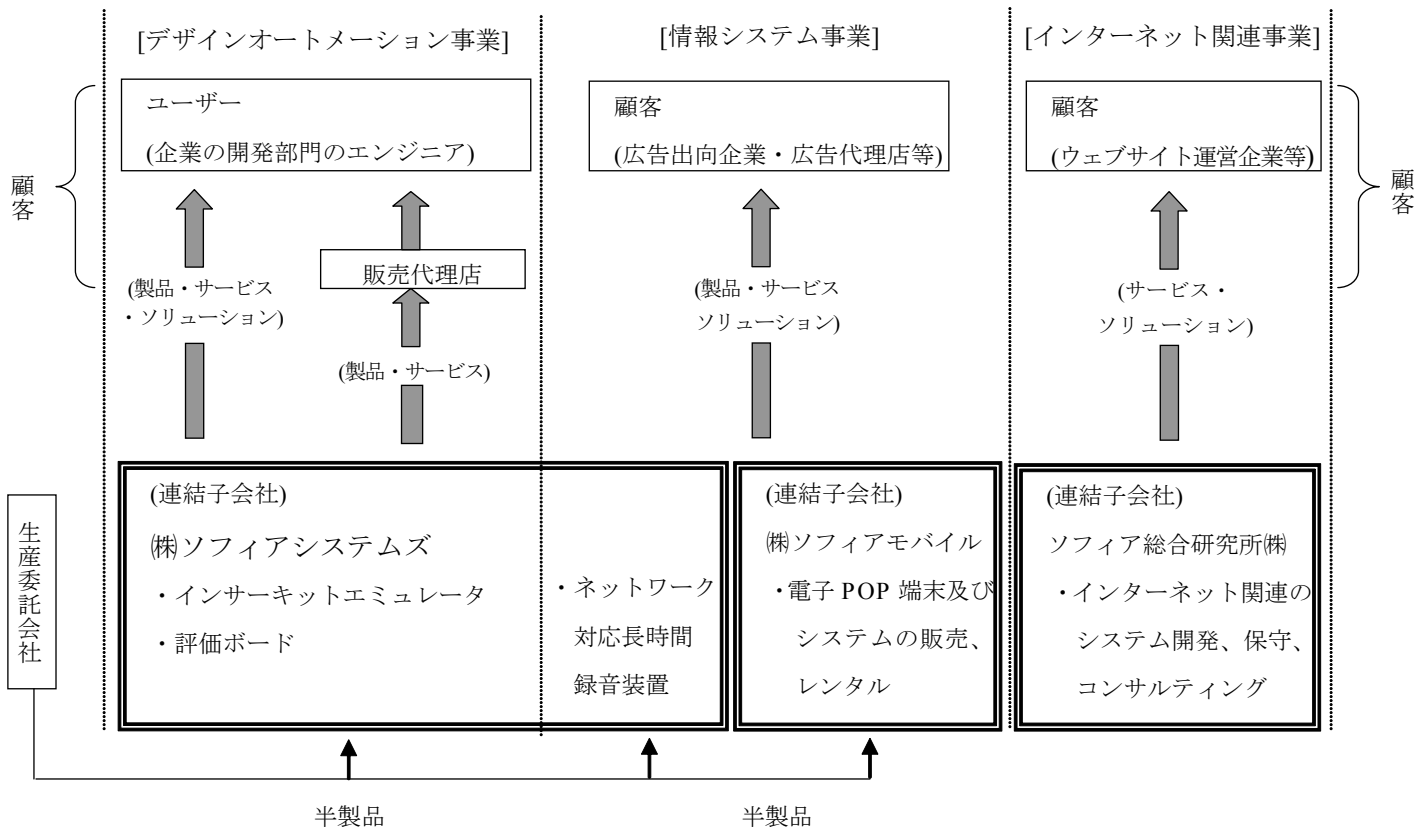 [デザインオートメーション事業]
[情報システム事業]
[インターネット関連事業]
顧客
ユーザー
(企業の開発部門のエンジニア)
顧客
(広告出向企業・広告代理店等)
顧客
(ウェブサイト運営企業等)
顧客
販売代理店
(製品・サービス
・ソリューション)
(製品・サービス)
(製品・サービス
ソリューション)
(サービス・
ソリューション)
生産委託会社
(連結子会社)
㈱ソフィアシステムズ
・インサーキットエミュレータ
・評価ボード
・ネットワーク
対応長時間
録音装置
(連結子会社)
㈱ソフィアモバイル
・電子 POP 端末及び
システムの販売、
レンタル
(連結子会社)
ソフィア総合研究所㈱
・インターネット関連の
システム開発、保守、
コンサルティング
半製品
半製品